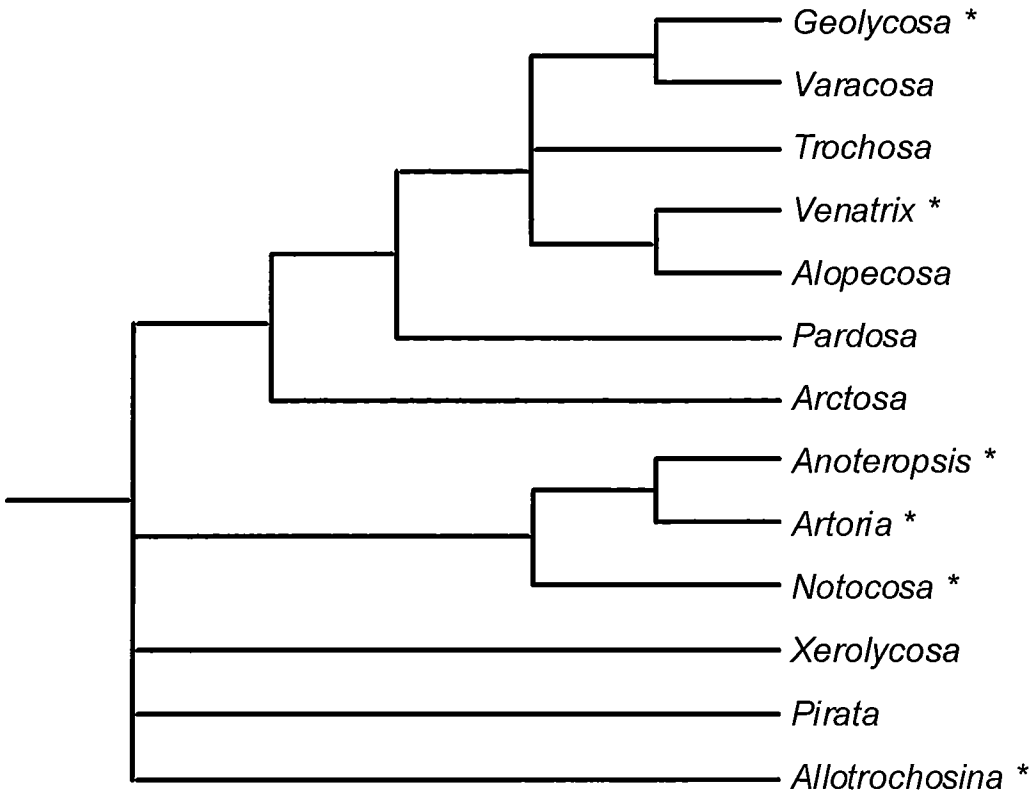 Geolycosa *
Varacosa
Trochosa
Venatrix *
Alopecosa
Pardosa
Arctosa
Anoteropsis *
Artoria *
Notocosa *
Xerolycosa
Pirata
Allotrochosina *